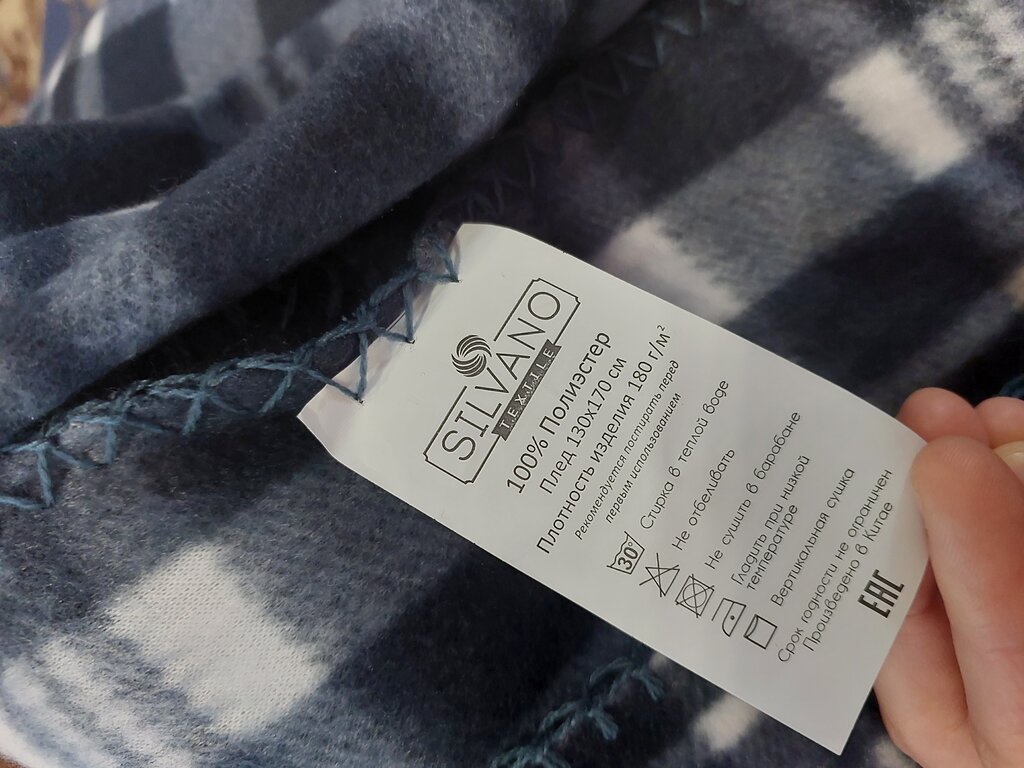 SILVANO
TEXTILE
100% Полиэстер
Плед 130х170 см
Плотность изделия 180 г/м²
Рекомендуется постирать перед
первым использованием
30° Стирка в теплой воде
Не отбеливать
Не сушить в барабане
Гладить при низкой
температуре
Вертикальная сушка
Срок годности не ограничен
Произведено в Китае
EAC